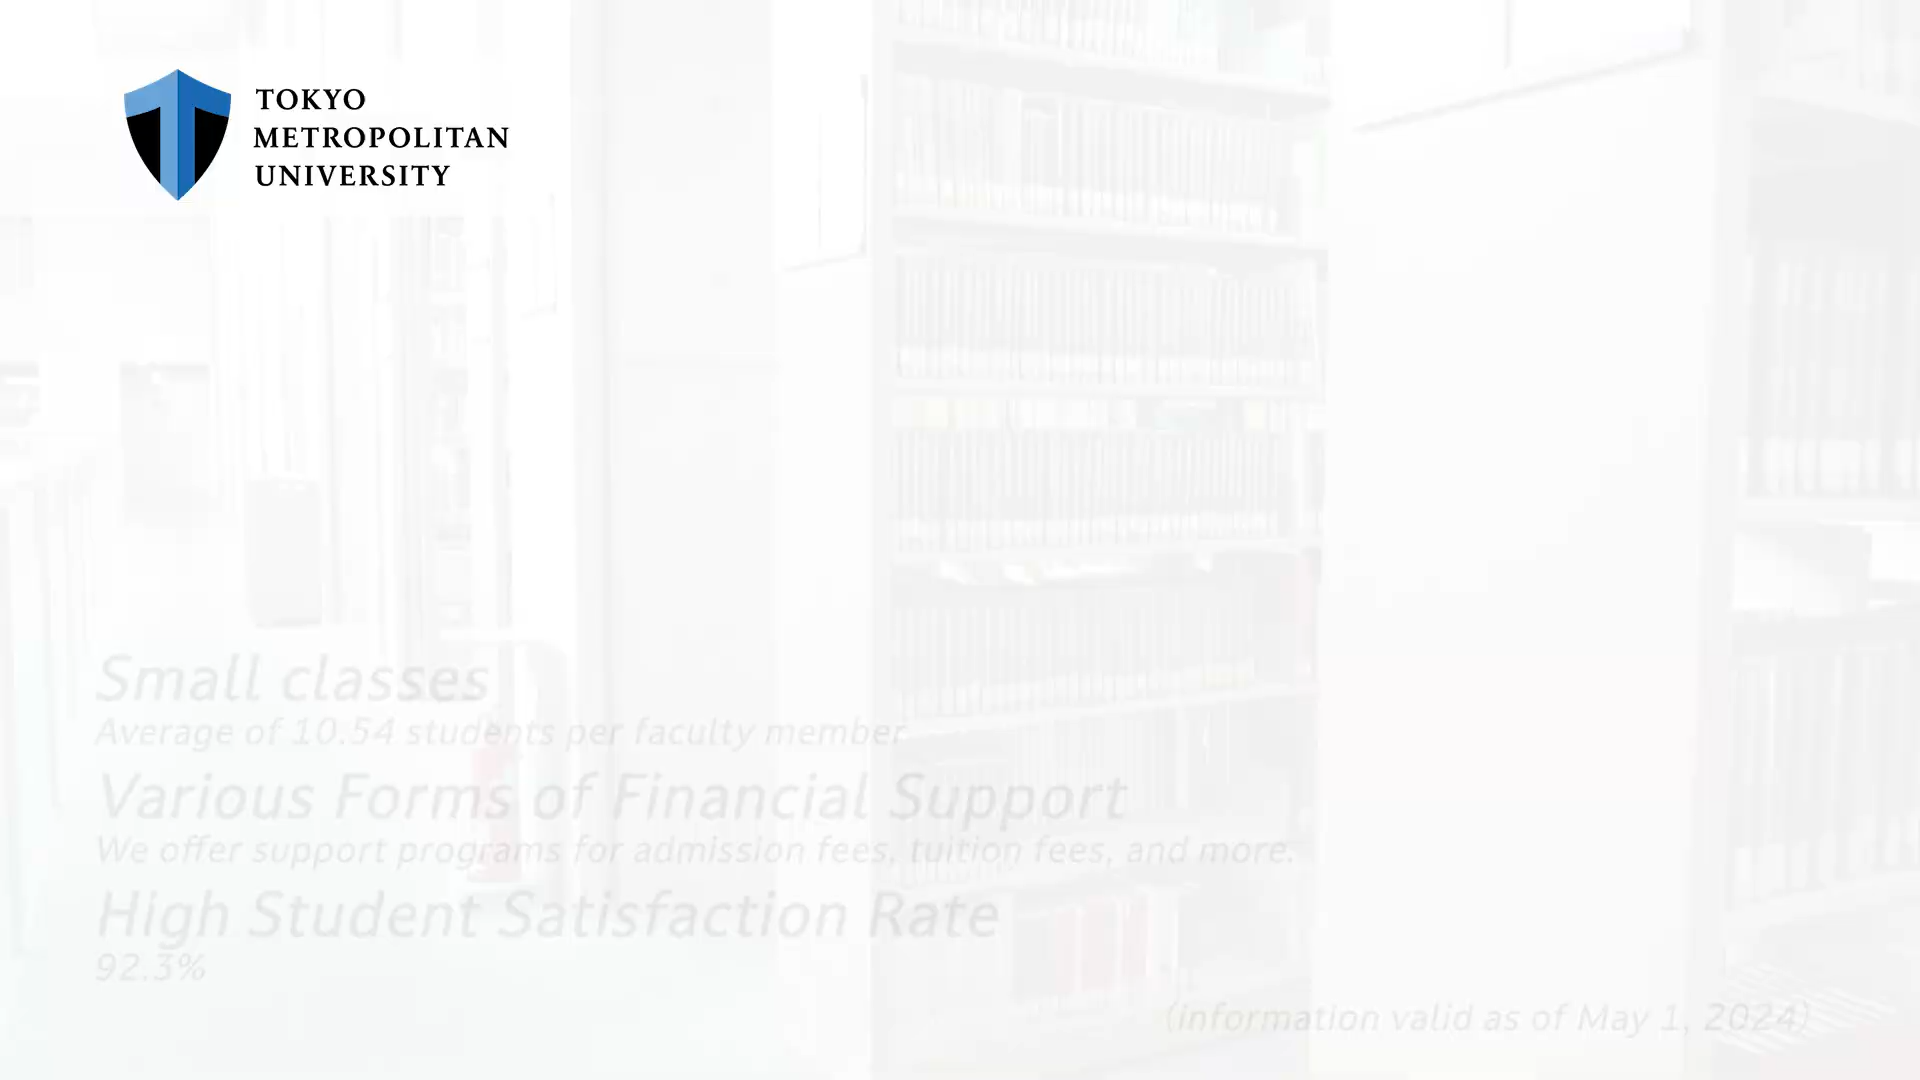 TOKYO
METROPOLITAN
UNIVERSITY
Small classes
Average of 10.54 students per faculty member
Various Forms of Financial Support
We offer support programs for admission fees, tuition fees, and more.
High Student Satisfaction Rate
92.3%
(information valid as of May 1, 2024)